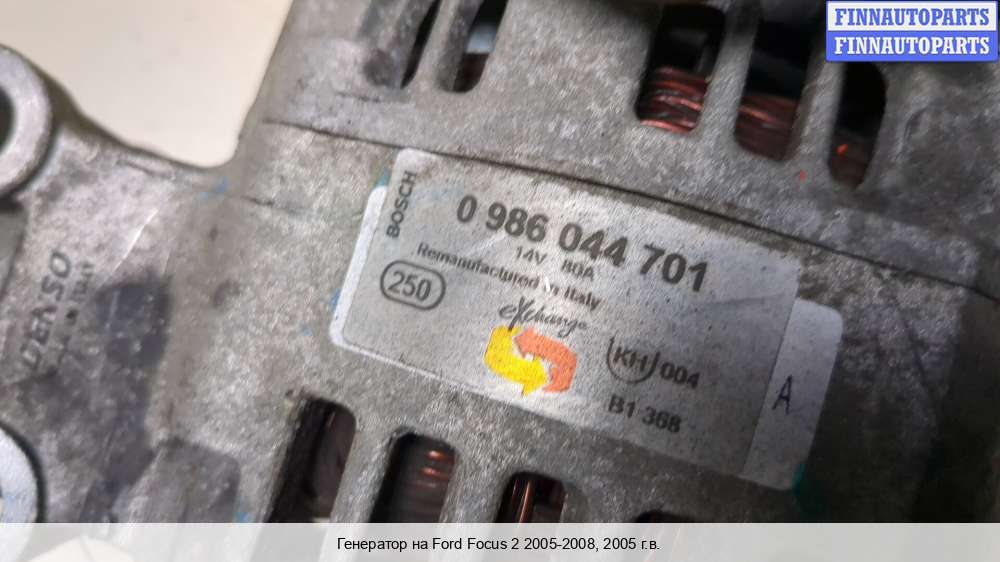 FINNAUTOPARTS
FINNAUTOPARTS
BOSCH
0 986 044 701
14V 80A
Remanufactured in Italy
250
eXchange
KH 004
B1 368
A
DENSO
Генератор на Ford Focus 2 2005-2008, 2005 г.в.